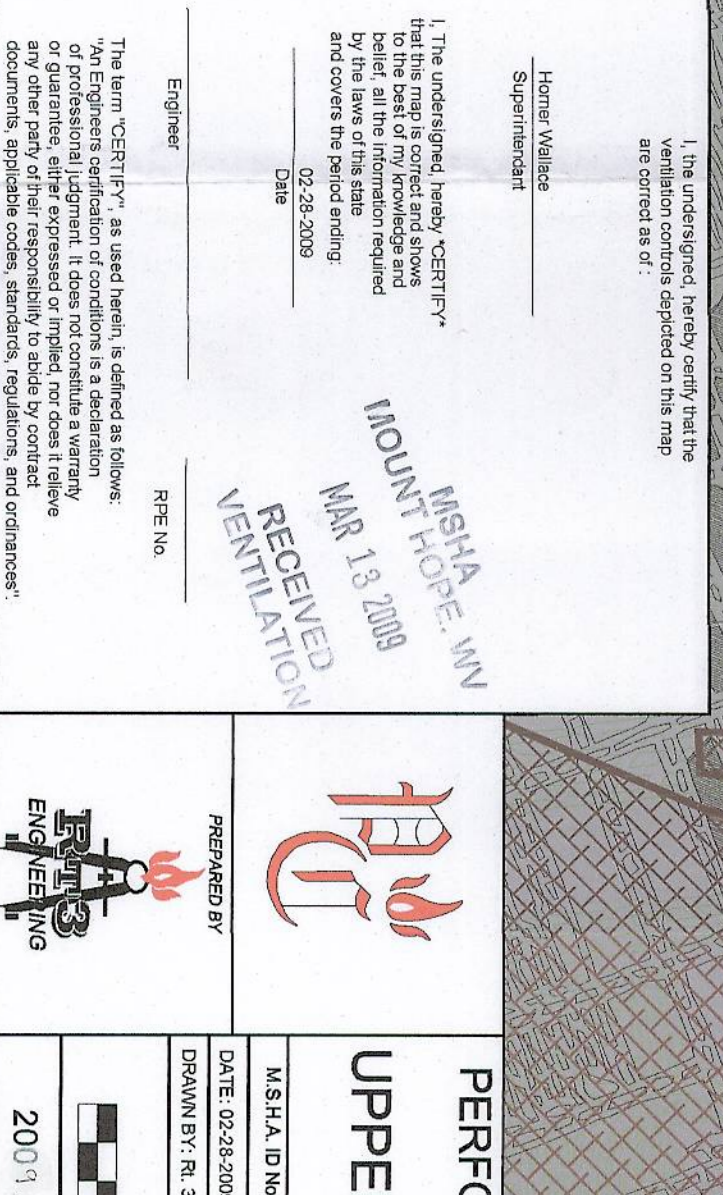 I, the undersigned, hereby certify that the
ventilation controls depicted on this map
are correct as of :
Homer Wallace
Superintendant
I, The undersigned, hereby *CERTIFY*
that this map is correct and shows
to the best of my knowledge and
belief, all the information required
by the laws of this state
and covers the period ending:
02-28-2009
Date
MSHA
MOUNT HOPE, WV
MAR 13 2009
RECEIVED
VENTILATION
Engineer
RPE No.
The term "CERTIFY", as used herein, is defined as follows:
"An Engineers certification of conditions is a declaration
of professional judgment. It does not constitute a warranty
or guarantee, either expressed or implied, nor does it relieve
any other party of their responsibility to abide by contract
documents, applicable codes, standards, regulations, and ordinances".
PREPARED BY
RT3
ENGINEERING
PERFO
UPPE
M.S.H.A. ID No
DATE: 02-28-200
DRAWN BY: Rt. 3
2009